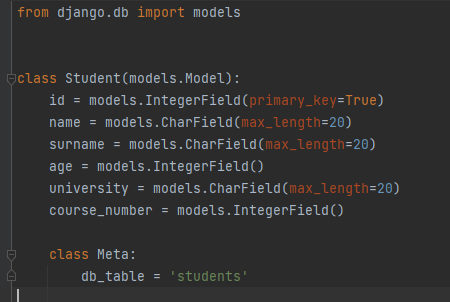 from django.db import models
class Student(models.Model):
    id = models.IntegerField(primary_key=True)
    name = models.CharField(max_length=20)
    surname = models.CharField(max_length=20)
    age = models.IntegerField()
    university = models.CharField(max_length=20)
    course_number = models.IntegerField()
    class Meta:
        db_table = 'students'